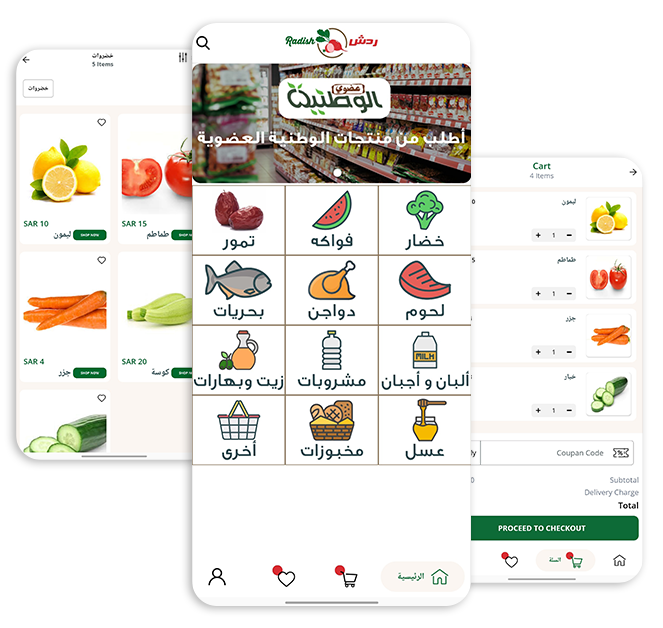 خضروات
5 Items
خضروات
SAR 10
ليمون
SHOP NOW
SAR 15
طماطم
SHOP NOW
SAR 4
جزر
SHOP NOW
SAR 20
كوسة
SHOP NOW
Radish ردش
عضوي
الوطنية
أطلب من منتجات الوطنية العضوية
خضار
فواكه
تمور
لحوم
دواجن
بحريات
ألبان و أجبان
MILK
مشروبات
زيت وبهارات
عسل
مخبوزات
أخرى
الرئيسية
Cart
4 Items
ليمون
+ 1 −
طماطم
+ 1 −
جزر
+ 1 −
خيار
+ 1 −
Coupan Code
%
Subtotal
Delivery Charge
Total
PROCEED TO CHECKOUT
السلة